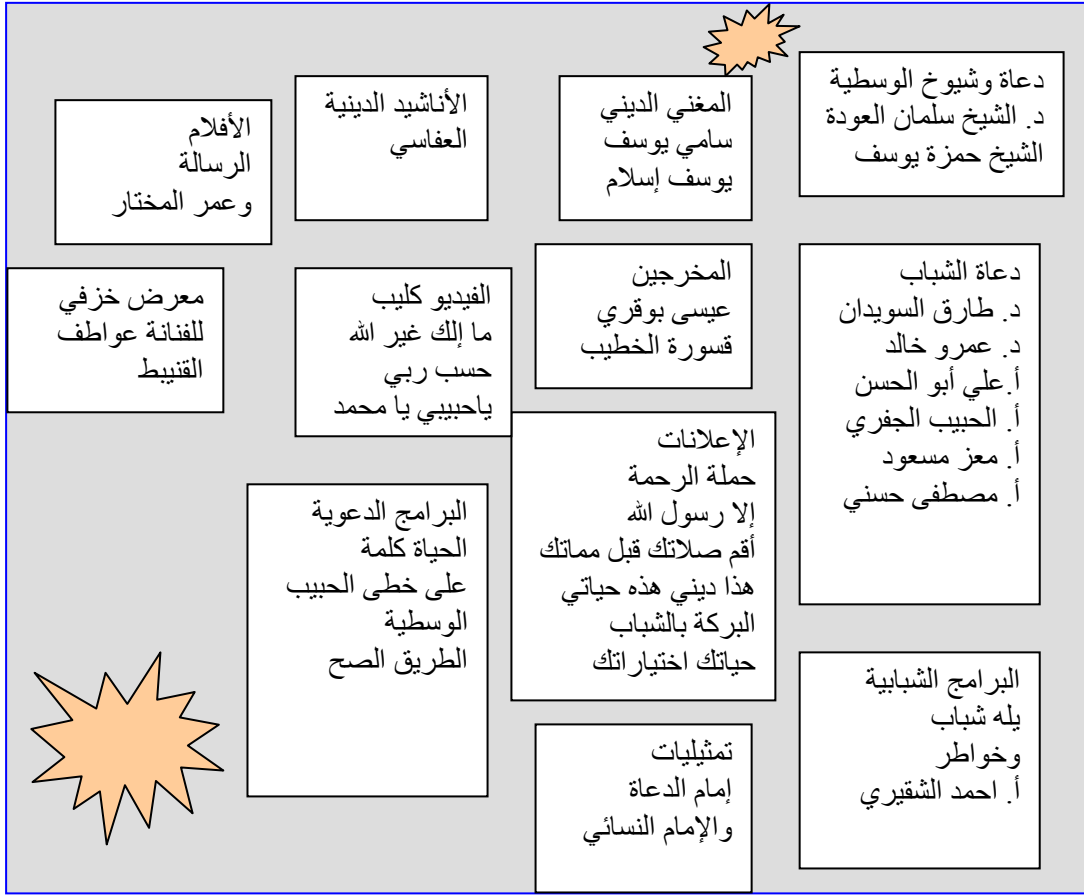 دعاة وشيوخ الوسطية
د. الشيخ سلمان العودة
الشيخ حمزة يوسف
المغني الديني
سامي يوسف
يوسف إسلام
الأناشيد الدينية
العفاسي
الأفلام
الرسالة
وعمر المختار
دعاة الشباب
د. طارق السويدان
د. عمرو خالد
أ.علي أبو الحسن
أ. الحبيب الجفري
أ. معز مسعود
أ. مصطفى حسني
المخرجين
عيسى بوقري
قسورة الخطيب
الفيديو كليب
ما إلك غير الله
حسب ربي
ياحبيبي يا محمد
معرض خزفي
للفنانة عواطف
القنيبط
الإعلانات
حملة الرحمة
إلا رسول الله
أقم صلاتك قبل مماتك
هذا ديني هذه حياتي
البركة بالشباب
حياتك اختياراتك
البرامج الدعوية
الحياة كلمة
على خطى الحبيب
الوسطية
الطريق الصح
البرامج الشبابية
يله شباب
وخواطر
أ. احمد الشقيري
تمثيليات
إمام الدعاة
والإمام النسائي